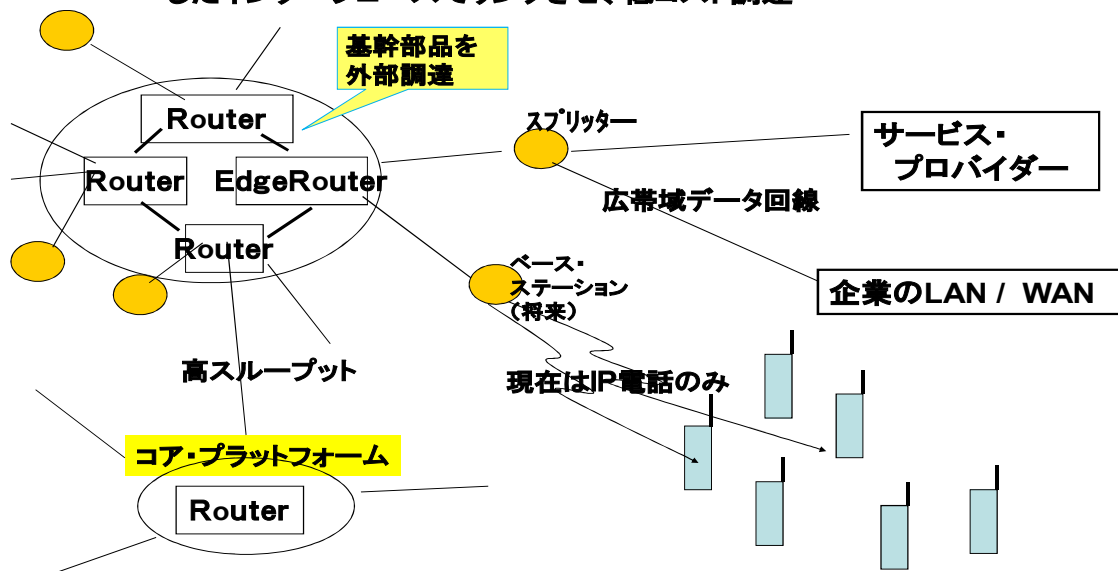 基幹部品を
外部調達
Router
スプリッター
サービス・
プロバイダー
Router
EdgeRouter
広帯域データ回線
Router
ベース・
ステーション
（将来）
企業のLAN / WAN
高スループット
現在はIP電話のみ
コア・プラットフォーム
Router